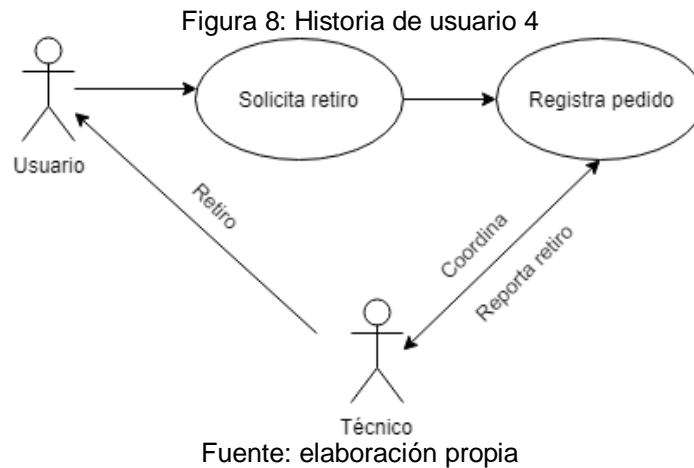 Figura 8: Historia de usuario 4
Solicita retiro
Registra pedido
Usuario
Retiro
Coordina
Reporta retiro
Técnico
Fuente: elaboración propia